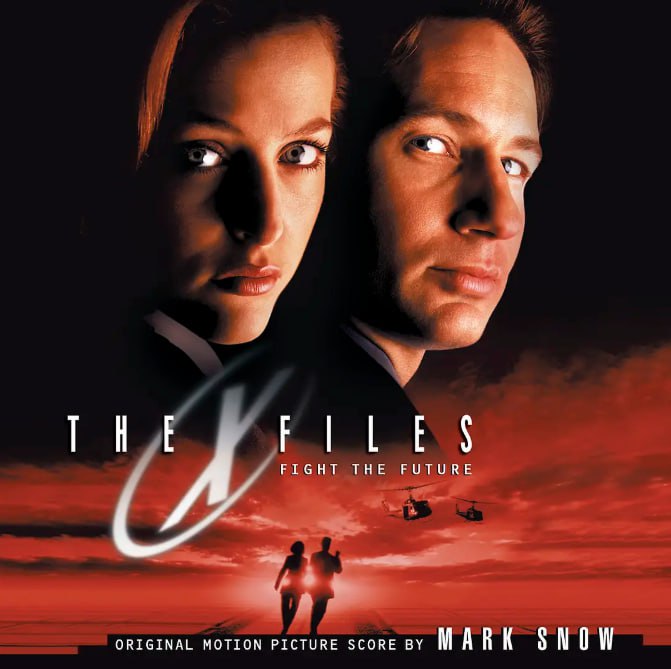 THE X FILES
FIGHT THE FUTURE
ORIGINAL MOTION PICTURE SCORE BY MARK SNOW